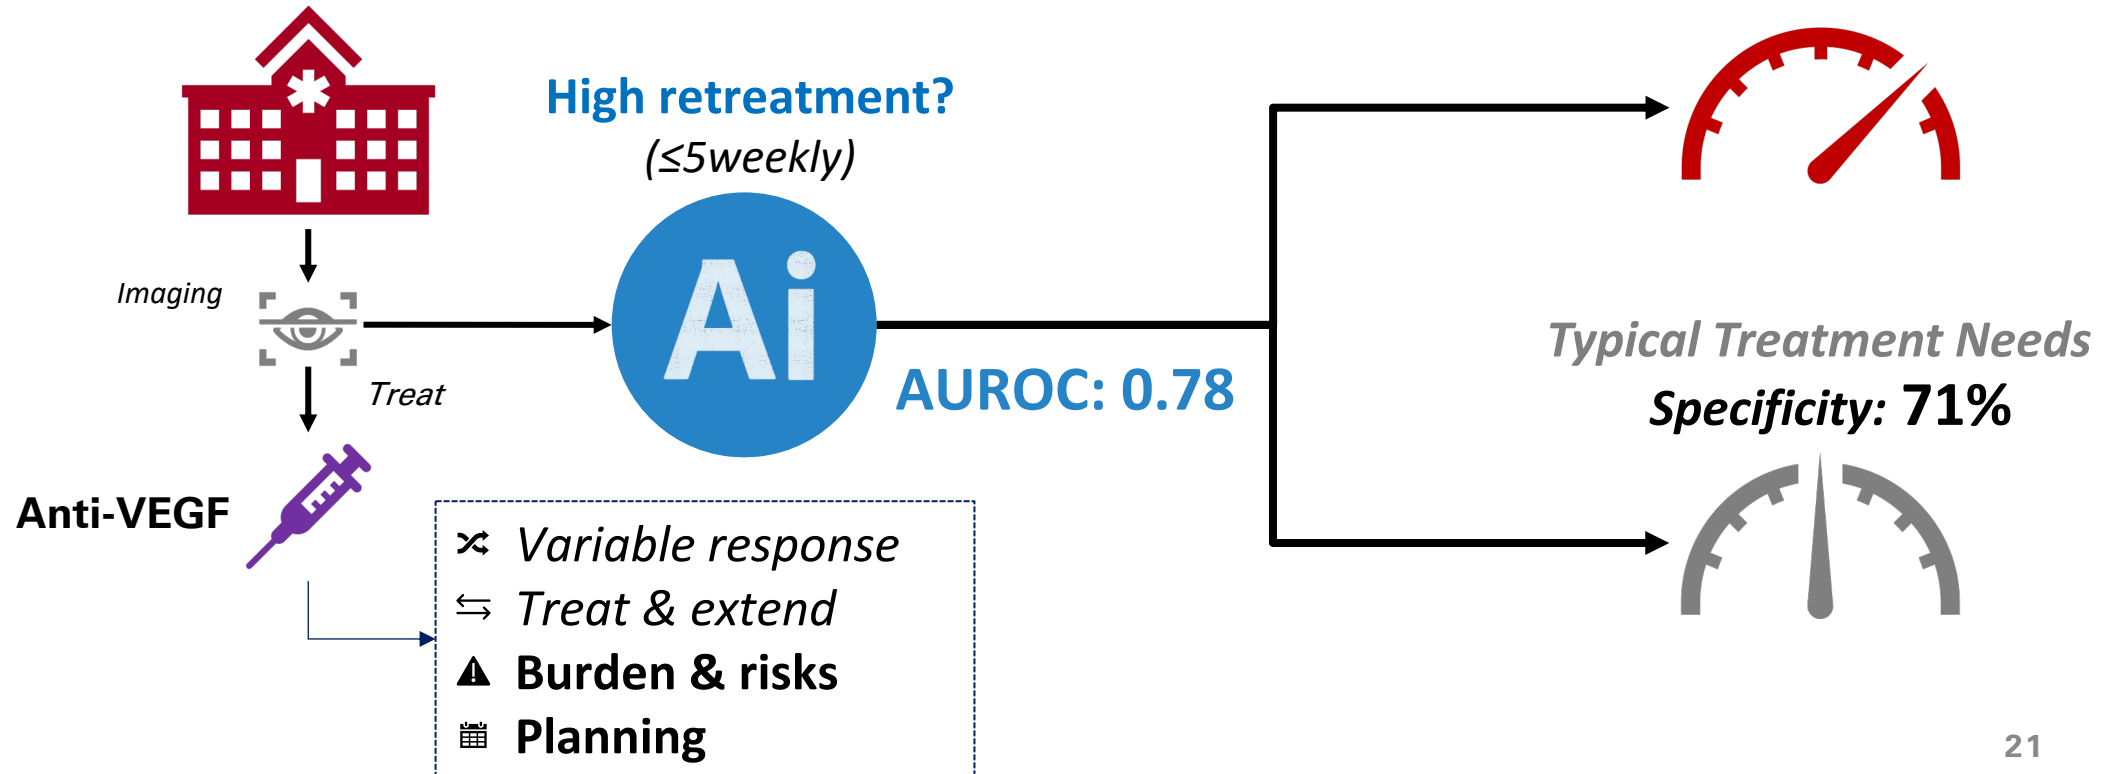 High retreatment?
(≤5weekly)
Imaging
Ai
Treat
AUROC: 0.78
Typical Treatment Needs
Specificity: 71%
Anti-VEGF
Variable response
Treat & extend
Burden & risks
Planning
21